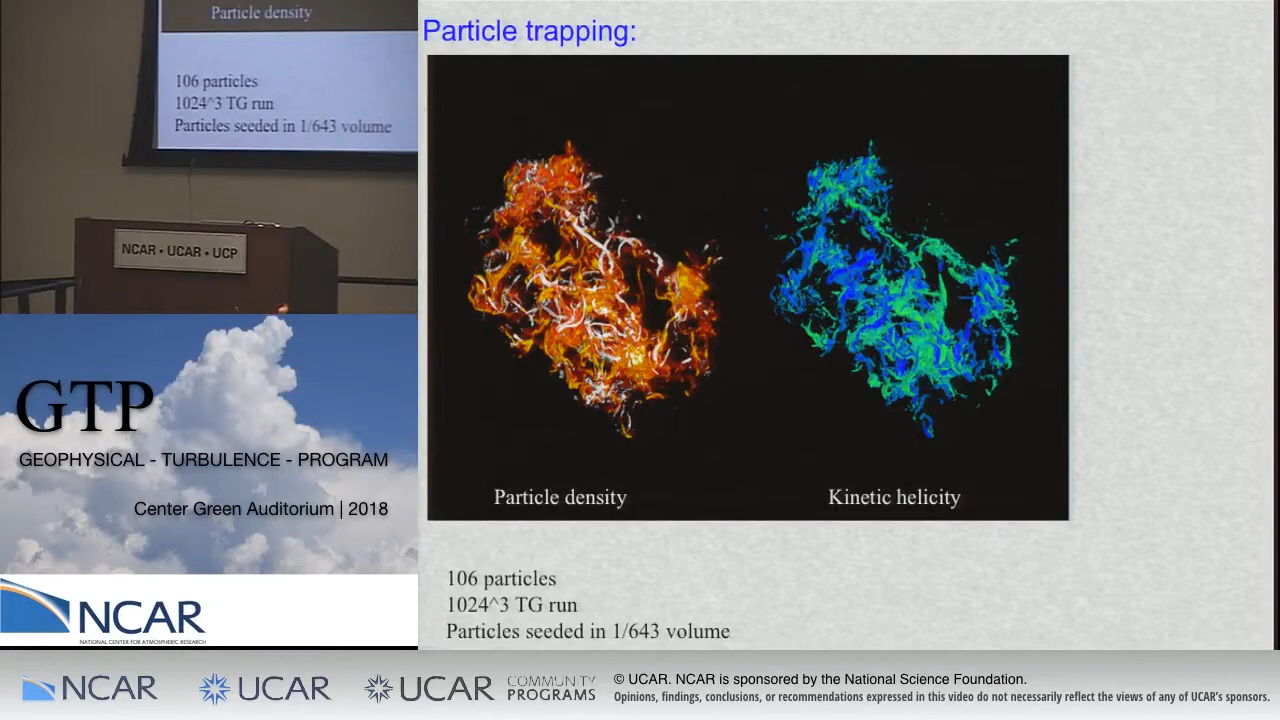 Particle density
106 particles
1024^3 TG run
Particles seeded in 1/643 volume
NCAR • UCAR • UCP
GTP
GEOPHYSICAL - TURBULENCE - PROGRAM
Center Green Auditorium | 2018
NCAR
NATIONAL CENTER FOR ATMOSPHERIC RESEARCH
Particle trapping:
Particle density
Kinetic helicity
106 particles
1024^3 TG run
Particles seeded in 1/643 volume
NCAR
UCAR
UCAR
COMMUNITY
PROGRAMS
© UCAR. NCAR is sponsored by the National Science Foundation.
Opinions, findings, conclusions, or recommendations expressed in this video do not necessarily reflect the views of any of UCAR's sponsors.